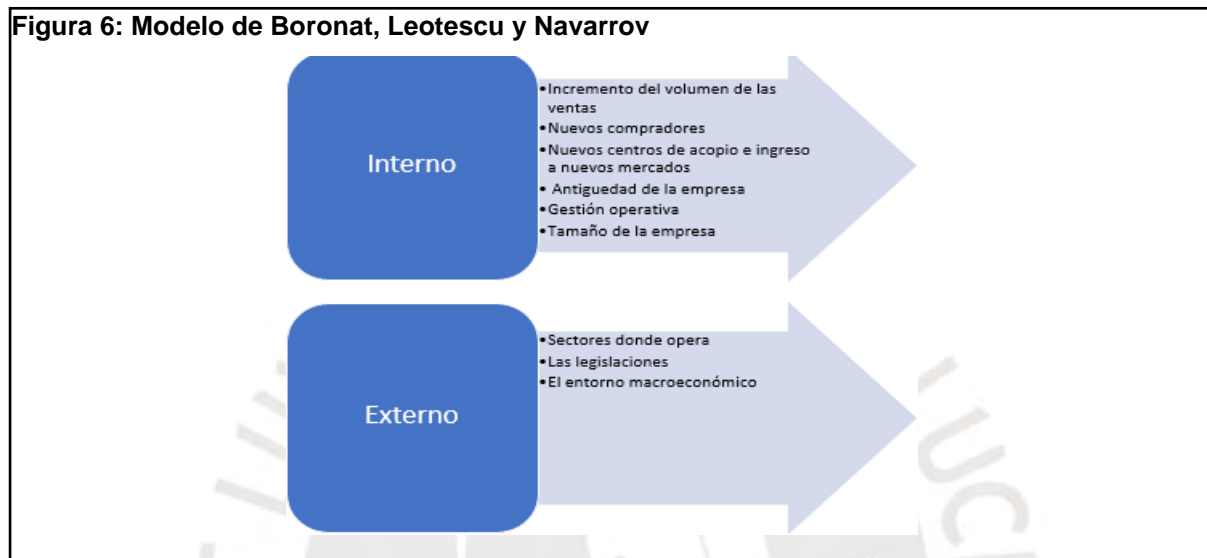 Figura 6: Modelo de Boronat, Leotescu y Navarrov
Interno
•Incremento del volumen de las
ventas
•Nuevos compradores
•Nuevos centros de acopio e ingreso
a nuevos mercados
• Antiguedad de la empresa
•Gestión operativa
•Tamaño de la empresa
Externo
•Sectores donde opera
•Las legislaciones
•El entorno macroeconómico